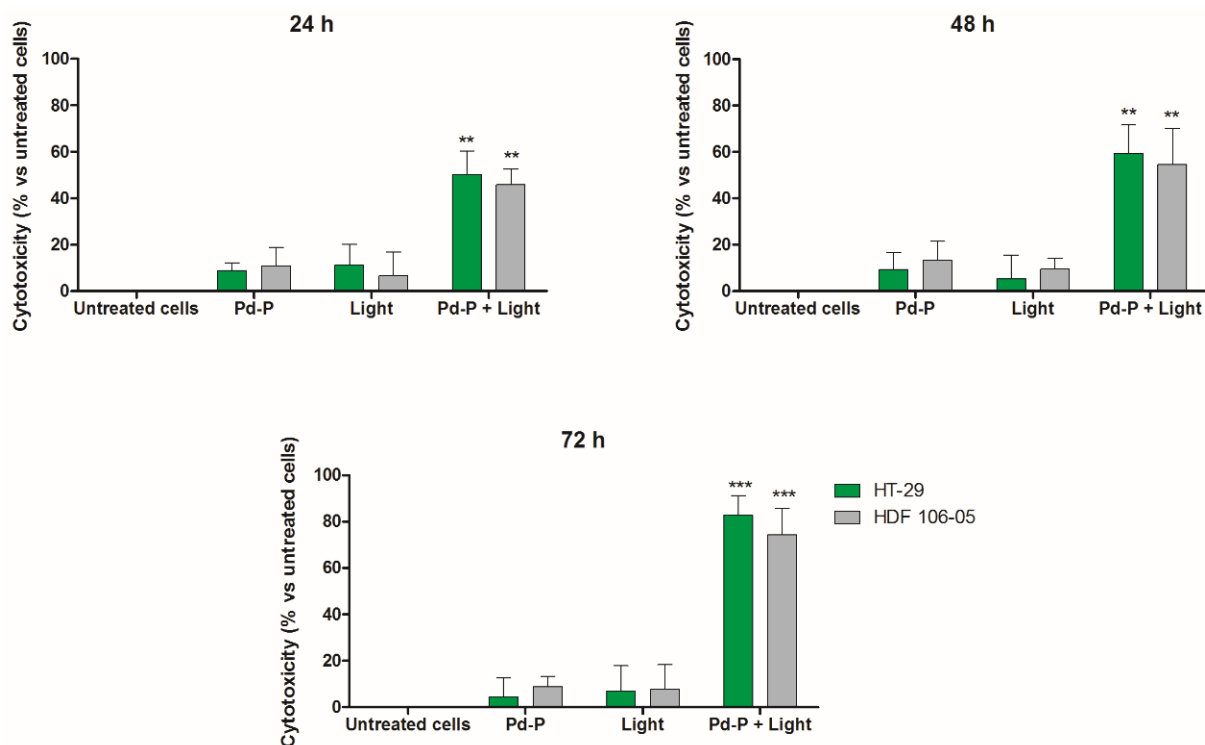 24 h
Cytotoxicity (% vs untreated cells)
100
80
60
40
20
0
** **
Untreated cells Pd-P Light Pd-P + Light
48 h
Cytotoxicity (% vs untreated cells)
100
80
60
40
20
0
** **
Untreated cells Pd-P Light Pd-P + Light
72 h
Cytotoxicity (% vs untreated cells)
100
80
60
40
20
0
*** ***
Untreated cells Pd-P Light Pd-P + Light
HT-29
HDF 106-05